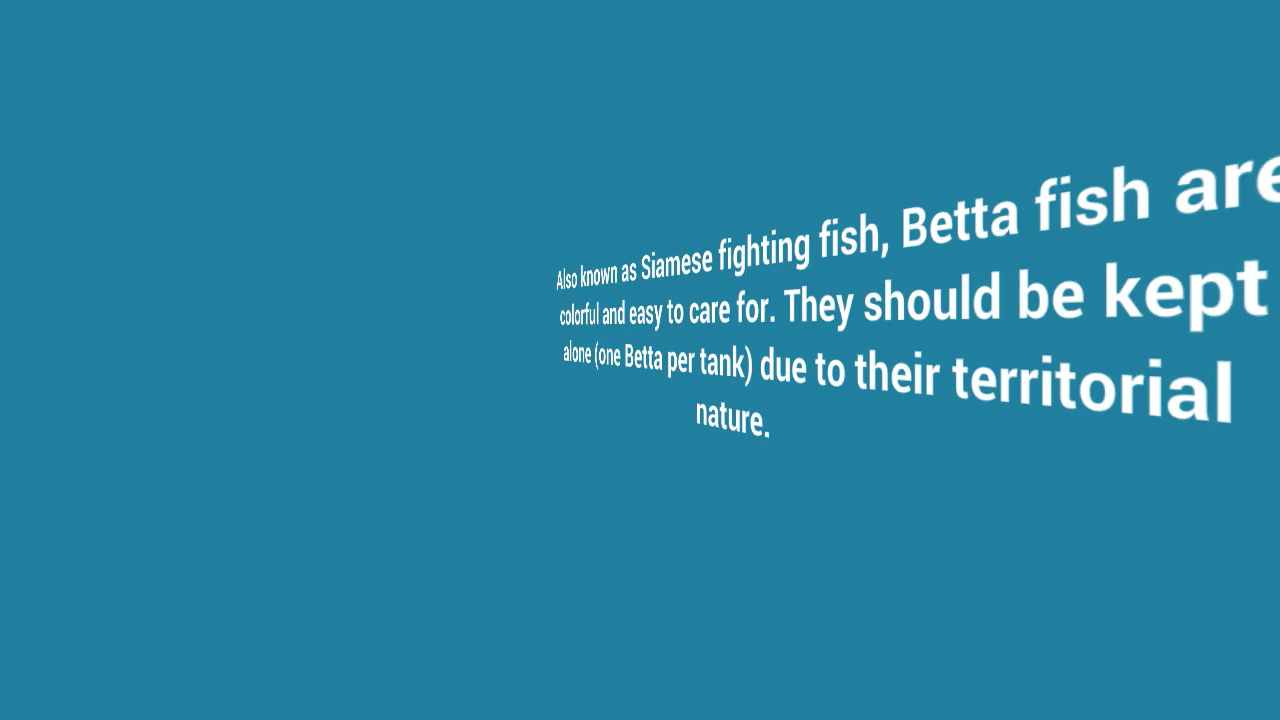 Also known as Siamese fighting fish, Betta fish are
colorful and easy to care for. They should be kept
alone (one Betta per tank) due to their territorial
nature.